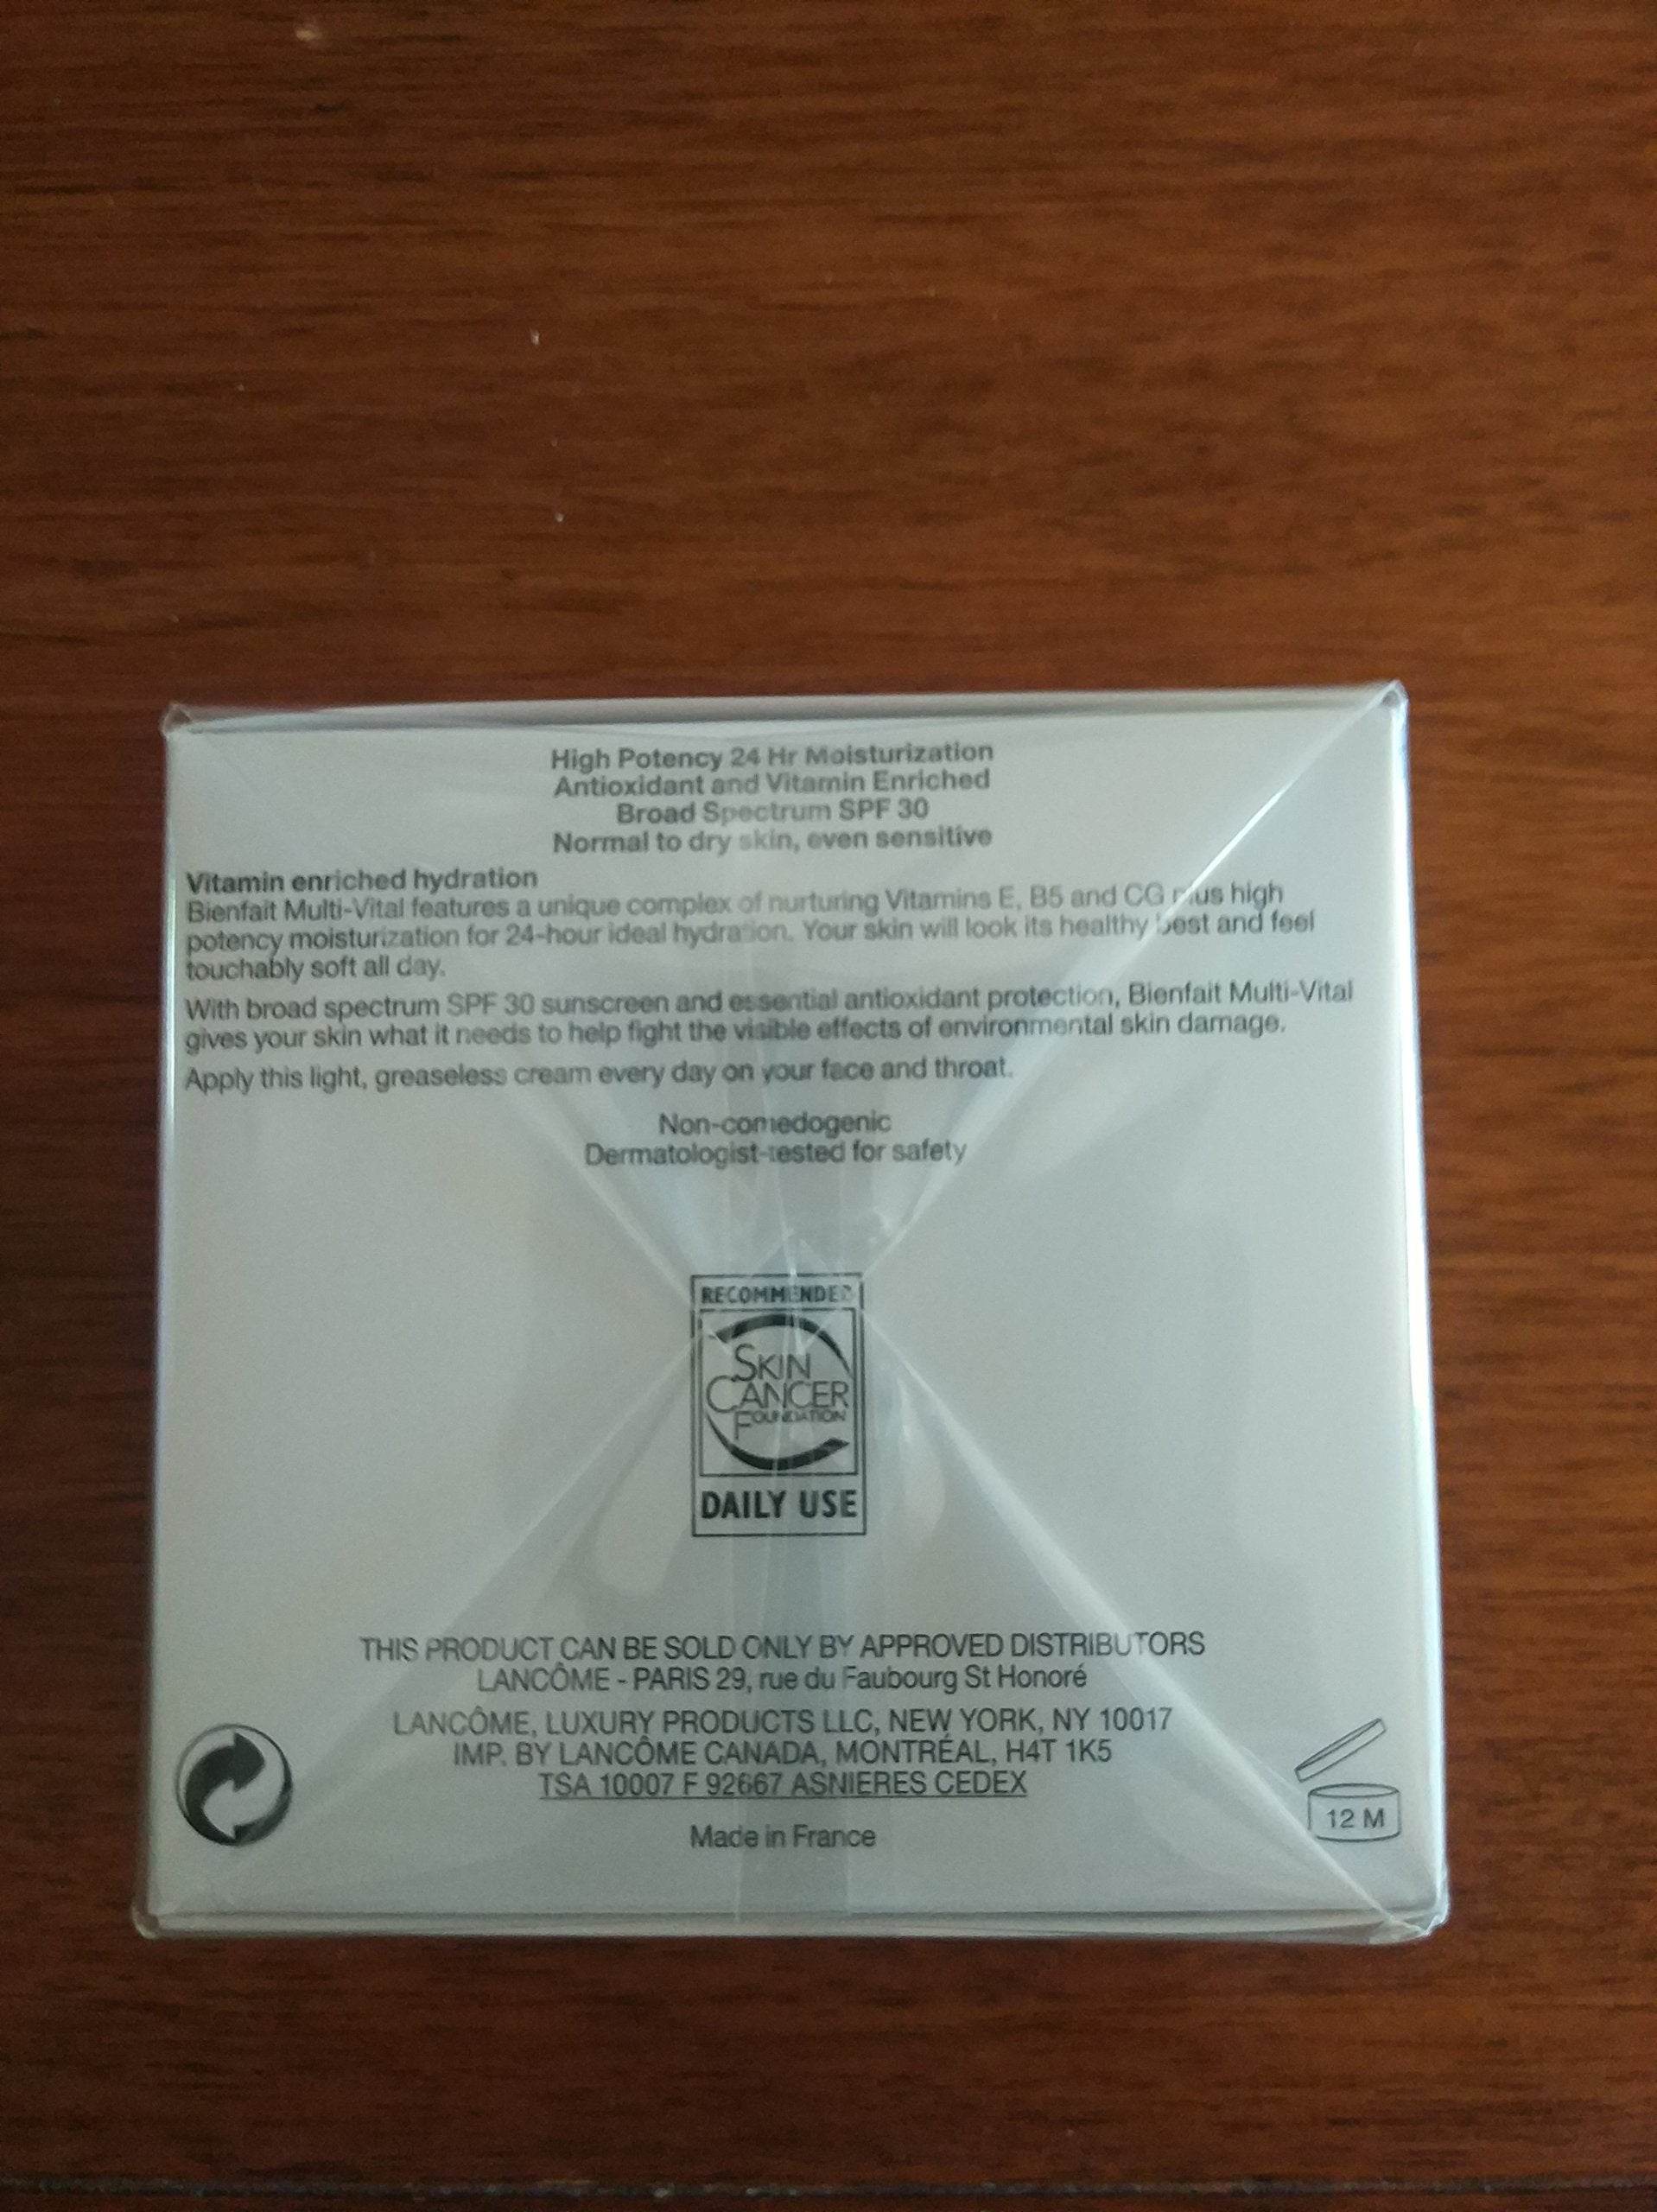 High Potency 24 Hr Moisturization
Antioxidant and Vitamin Enriched
Broad Spectrum SPF 30
Normal to dry skin, even sensitive
Vitamin enriched hydration
Bienfait Multi-Vital features a unique complex of nurturing Vitamins E, B5 and CG plus high
potency moisturization for 24-hour ideal hydration. Your skin will look its healthy best and feel
touchably soft all day.
With broad spectrum SPF 30 sunscreen and essential antioxidant protection, Bienfait Multi-Vital
gives your skin what it needs to help fight the visible effects of environmental skin damage.
Apply this light, greaseless cream every day on your face and throat.
Non-comedogenic
Dermatologist-tested for safety
RECOMMENDED
SKIN
CANCER
FOUNDATION
DAILY USE
THIS PRODUCT CAN BE SOLD ONLY BY APPROVED DISTRIBUTORS
LANCÔME - PARIS 29, rue du Faubourg St Honoré
LANCÔME, LUXURY PRODUCTS LLC, NEW YORK, NY 10017
IMP. BY LANCÔME CANADA, MONTRÉAL, H4T 1K5
TSA 10007 F 92667 ASNIERES CEDEX
Made in France
12 M